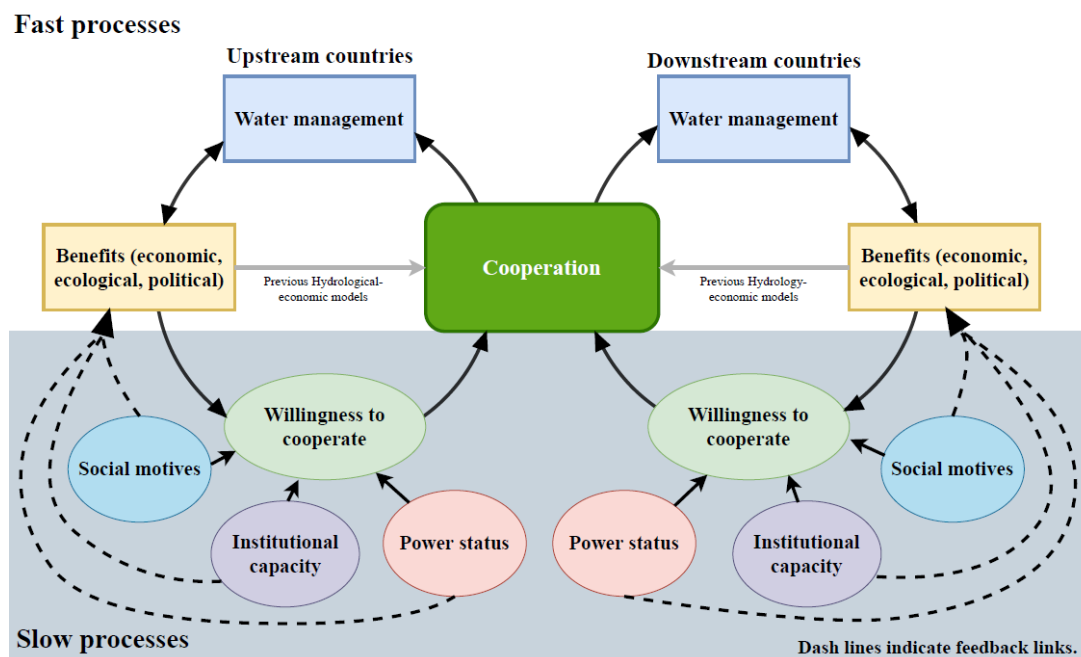 Fast processes
Upstream countries
Downstream countries
Water management
Water management
Benefits (economic,
ecological, political)
Previous Hydrological-
economic models
Cooperation
Previous Hydrology-
economic models
Benefits (economic,
ecological, political)
Willingness to
cooperate
Willingness to
cooperate
Social motives
Social motives
Institutional
capacity
Power status
Power status
Institutional
capacity
Slow processes
Dash lines indicate feedback links.